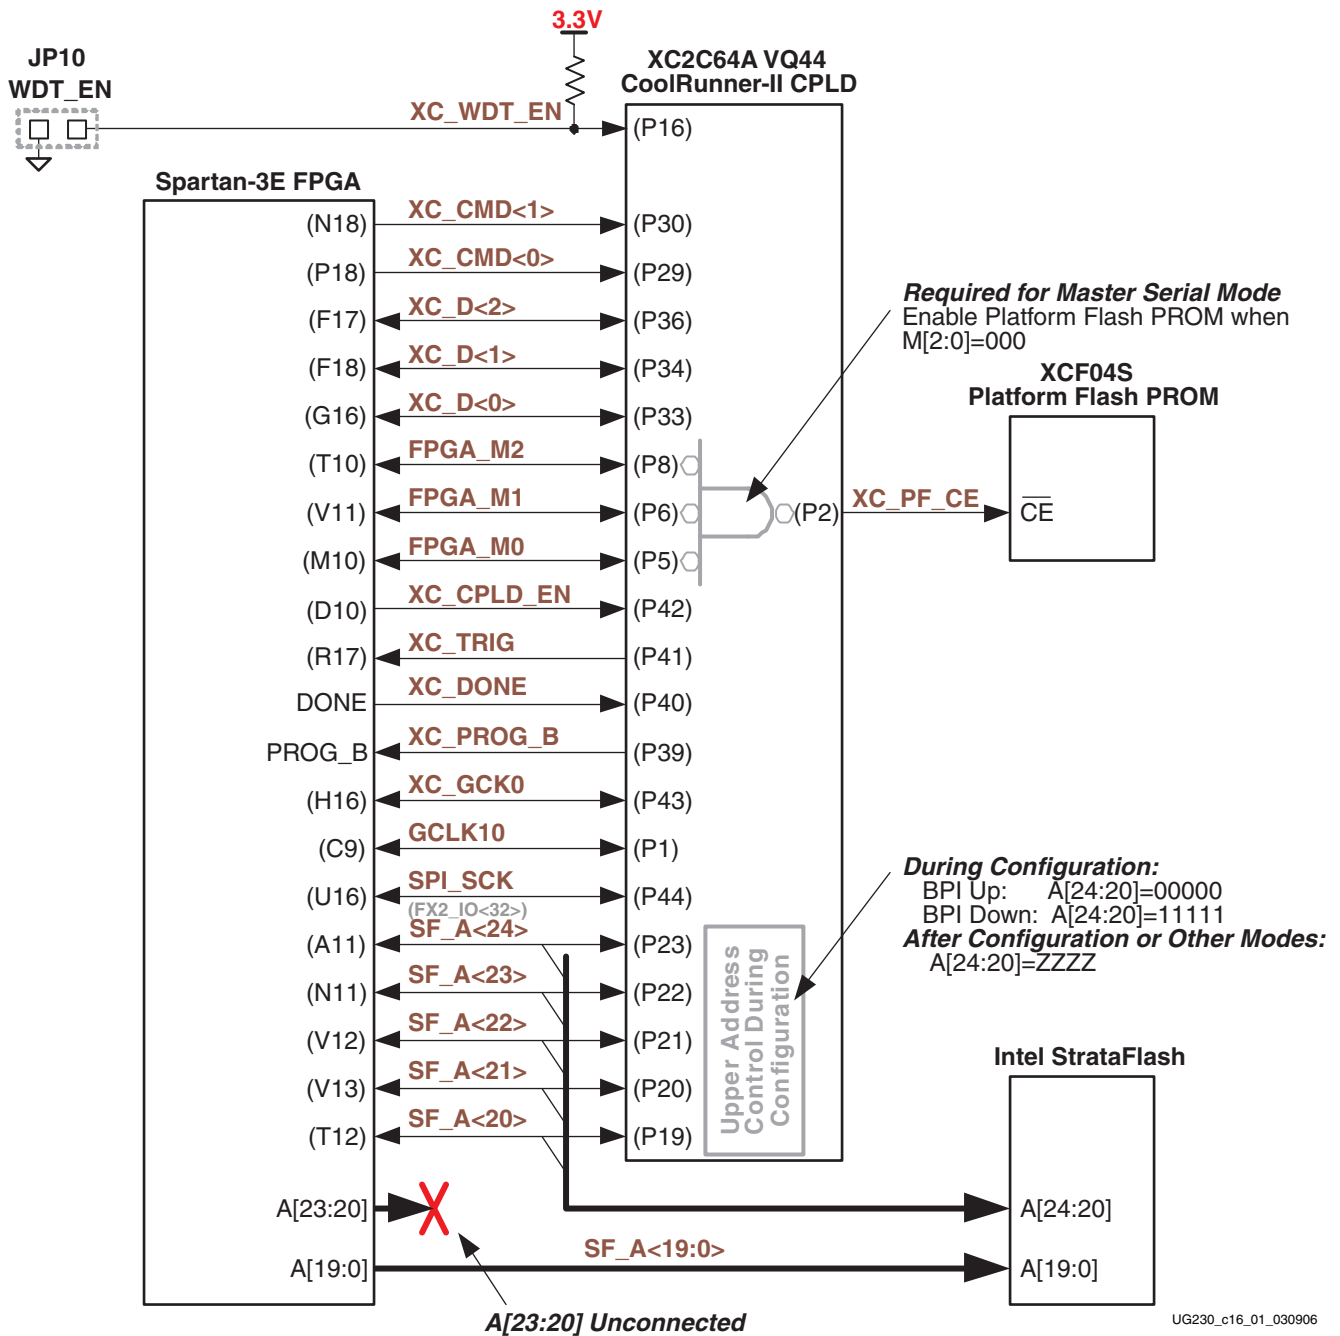 3.3V
JP10
WDT_EN
XC2C64A VQ44
CoolRunner-II CPLD
XC_WDT_EN
(P16)
Spartan-3E FPGA
(N18) XC_CMD<1> (P30)
(P18) XC_CMD<0> (P29)
(F17) XC_D<2> (P36)
(F18) XC_D<1> (P34)
(G16) XC_D<0> (P33)
(T10) FPGA_M2 (P8)
(V11) FPGA_M1 (P6)
(M10) FPGA_M0 (P5)
(P2) XC_PF_CE
Required for Master Serial Mode
Enable Platform Flash PROM when
M[2:0]=000
XCF04S
Platform Flash PROM
CE
(D10) XC_CPLD_EN (P42)
(R17) XC_TRIG (P41)
DONE XC_DONE (P40)
PROG_B XC_PROG_B (P39)
(H16) XC_GCK0 (P43)
(C9) GCLK10 (P1)
(U16) SPI_SCK (P44)
(FX2_IO<32>)
(A11) SF_A<24> (P23)
(N11) SF_A<23> (P22)
(V12) SF_A<22> (P21)
(V13) SF_A<21> (P20)
(T12) SF_A<20> (P19)
Upper Address
Control During
Configuration
During Configuration:
BPI Up: A[24:20]=00000
BPI Down: A[24:20]=11111
After Configuration or Other Modes:
A[24:20]=ZZZZ
Intel StrataFlash
A[23:20]
A[24:20]
A[19:0] SF_A<19:0> A[19:0]
A[23:20] Unconnected
UG230_c16_01_030906